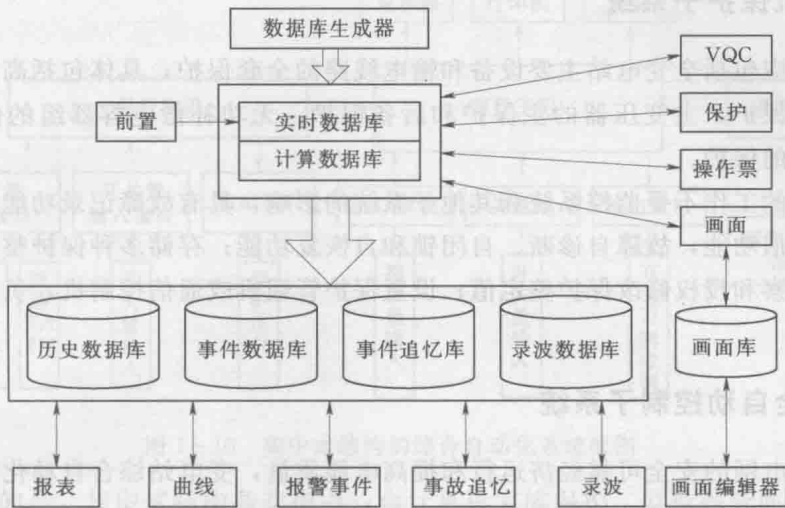 数据库生成器
VQC
前置
实时数据库
保护
计算数据库
操作票
画面
历史数据库
事件数据库
事件追忆库
录波数据库
画面库
报表
曲线
报警事件
事故追忆
录波
画面编辑器